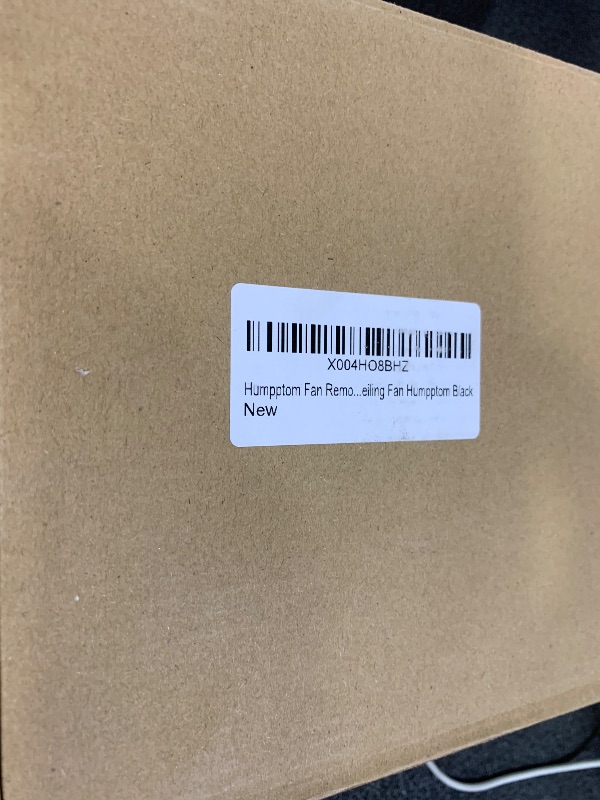 X004HO8BHZ
Humpptom Fan Remo...eiling Fan Humpptom Black
New